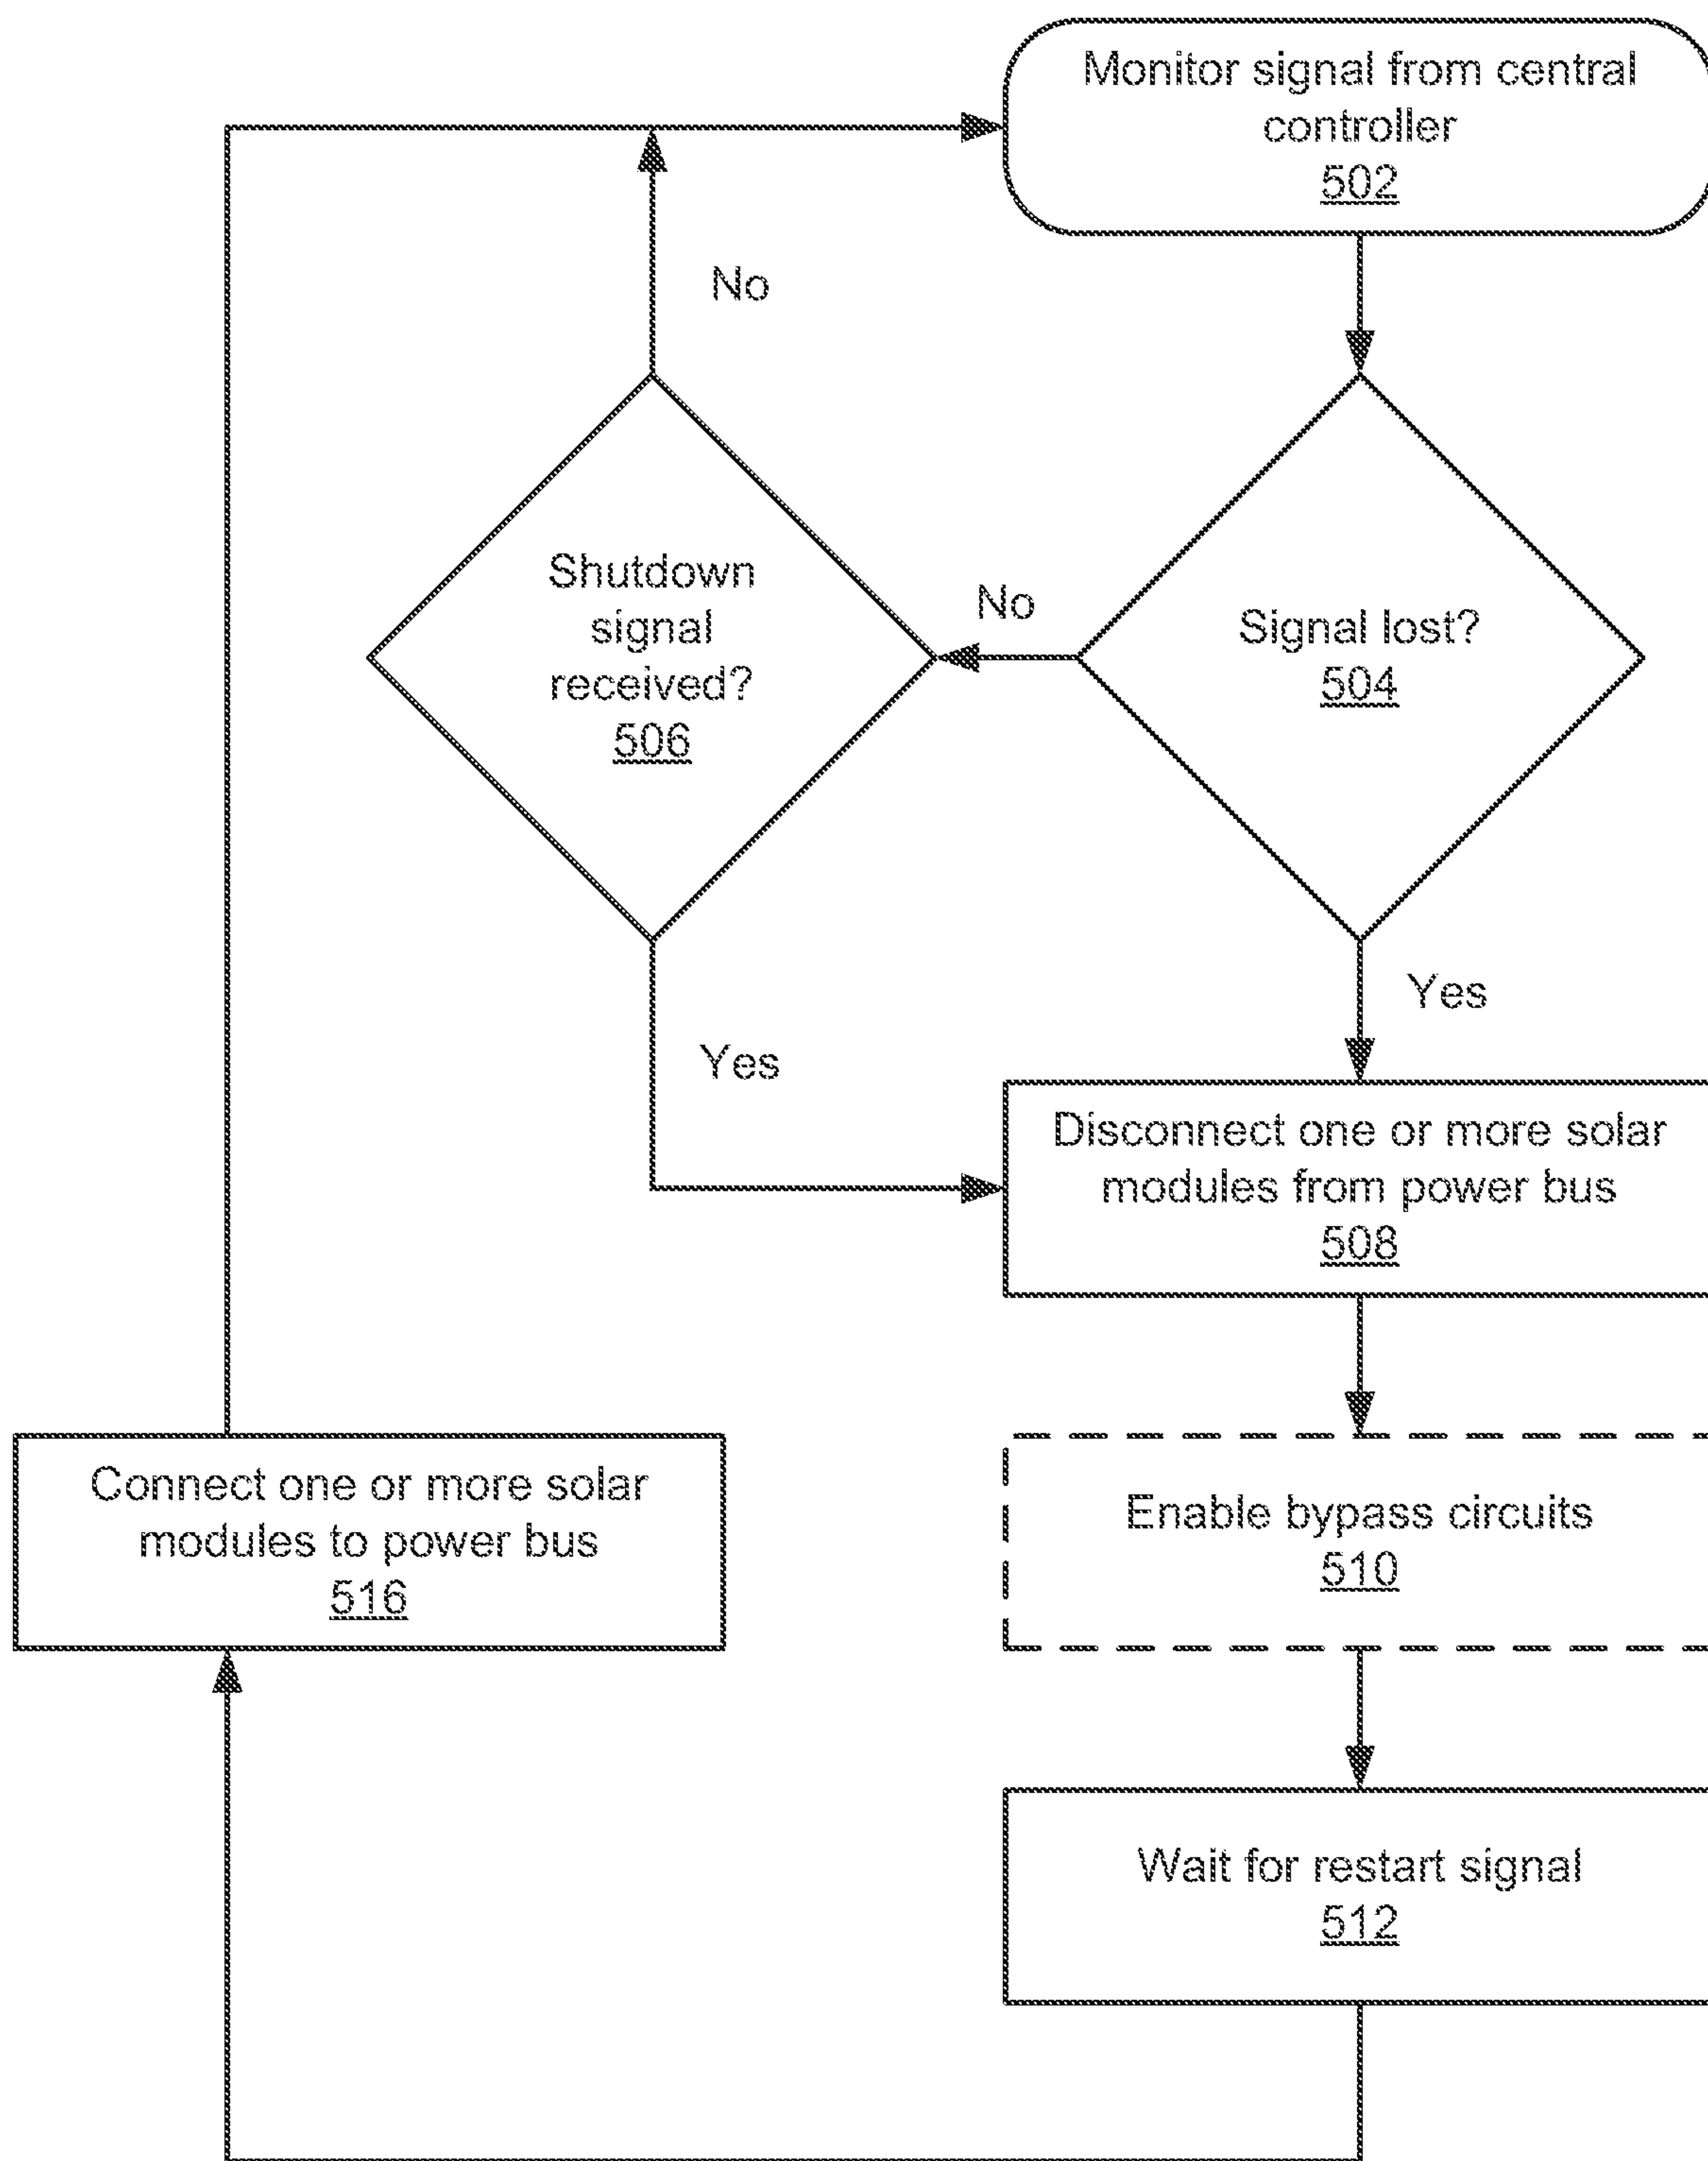 Monitor signal from central
controller
502
No
Shutdown
signal
received?
506
No
Signal lost?
504
Yes
Yes
Disconnect one or more solar
modules from power bus
508
Connect one or more solar
modules to power bus
516
Enable bypass circuits
510
Wait for restart signal
512